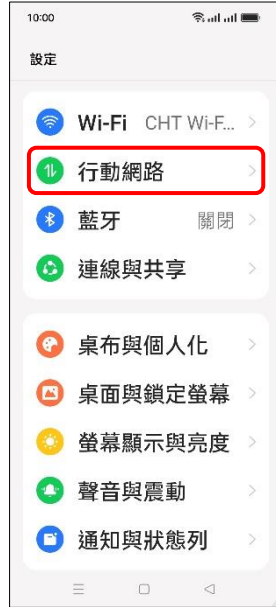 10:00
設定
Wi-Fi CHT Wi-F...
行動網路
藍牙 關閉
連線與共享
桌布與個人化
桌面與鎖定螢幕
螢幕顯示與亮度
聲音與震動
通知與狀態列